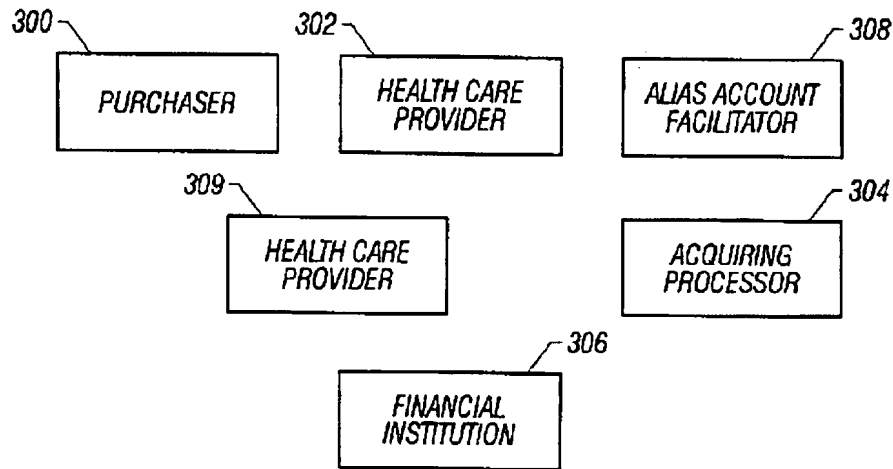 300
302
308
PURCHASER
HEALTH CARE
PROVIDER
ALIAS ACCOUNT
FACILITATOR
309
304
HEALTH CARE
PROVIDER
ACQUIRING
PROCESSOR
306
FINANCIAL
INSTITUTION